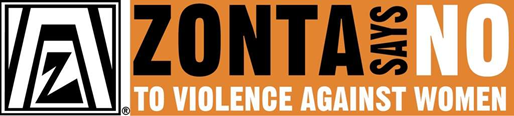 ZONTA SAYS NO
TO VIOLENCE AGAINST WOMEN
®